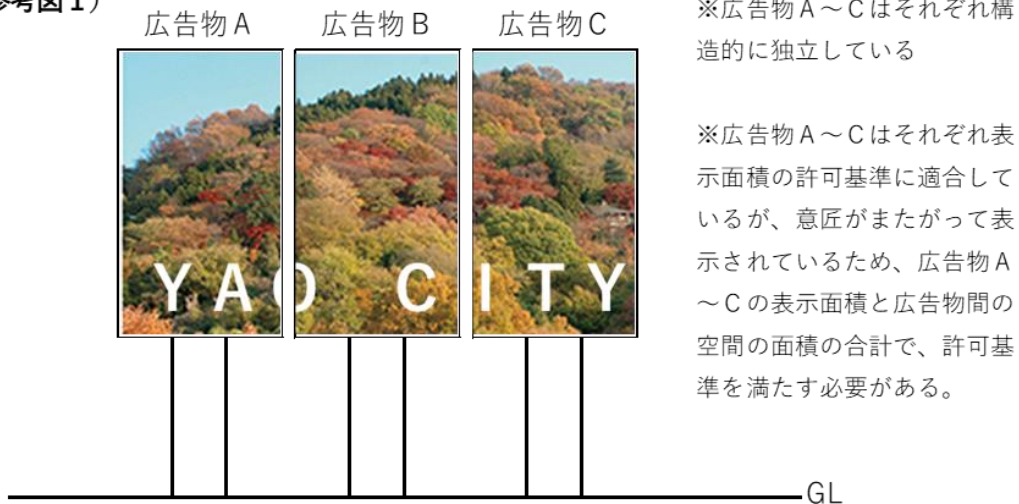 参考図１）
広告物Ａ
広告物Ｂ
広告物Ｃ
YAO CITY
GL
※広告物Ａ～Ｃはそれぞれ構
造的に独立している
※広告物Ａ～Ｃはそれぞれ表
示面積の許可基準に適合して
いるが、意匠がまたがって表
示されているため、広告物Ａ
～Ｃの表示面積と広告物間の
空間の面積の合計で、許可基
準を満たす必要がある。